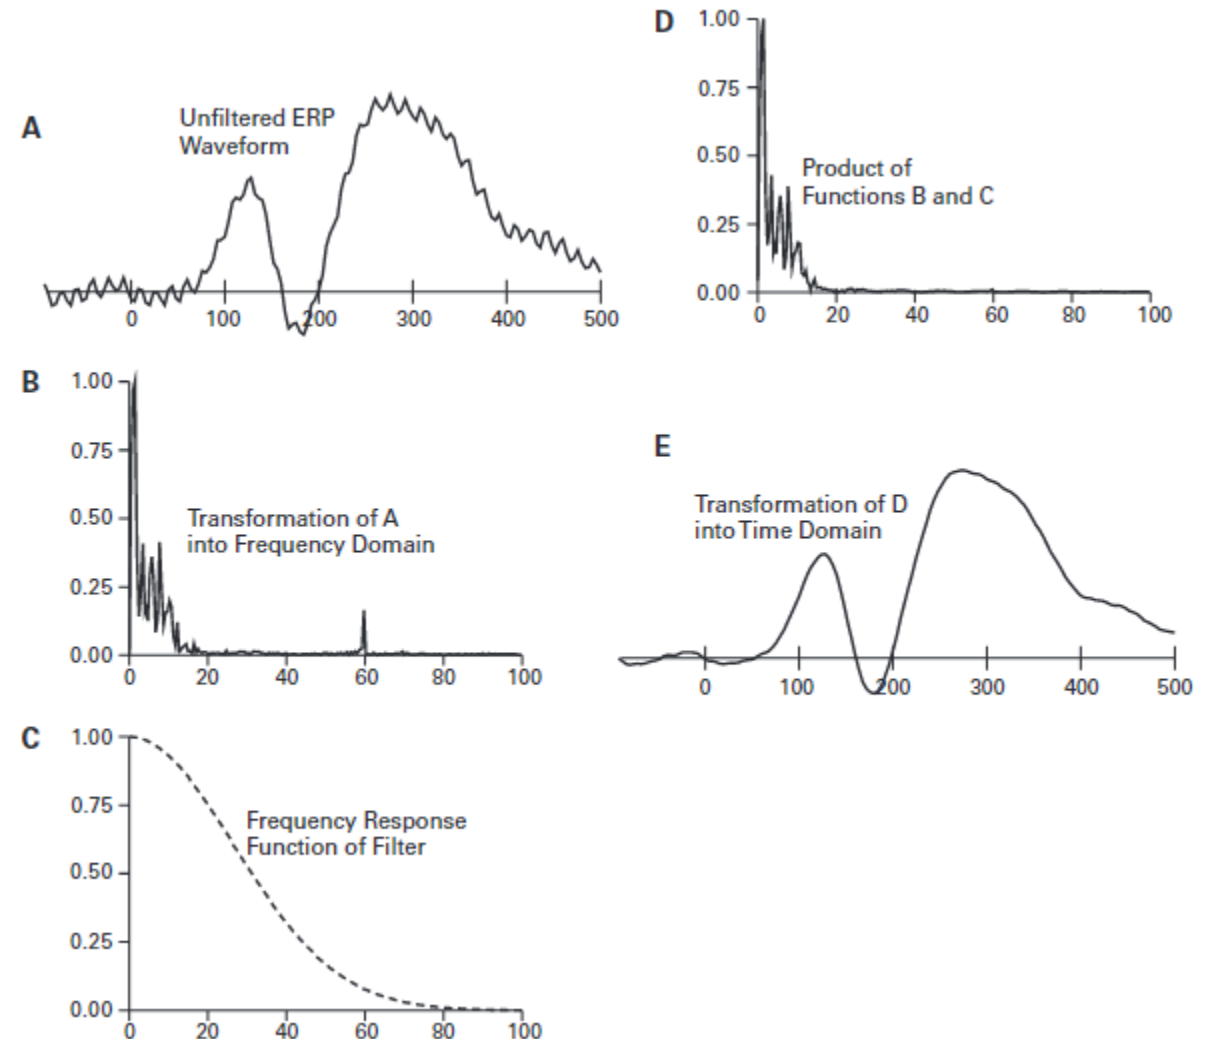 A
Unfiltered ERP
Waveform
0 100 200 300 400 500
B
1.00
0.75
0.50
0.25
0.00
Transformation of A
into Frequency Domain
0 20 40 60 80 100
C
1.00
0.75
0.50
0.25
0.00
Frequency Response
Function of Filter
0 20 40 60 80 100
D
1.00
0.75
0.50
0.25
0.00
Product of
Functions B and C
0 20 40 60 80 100
E
Transformation of D
into Time Domain
0 100 200 300 400 500